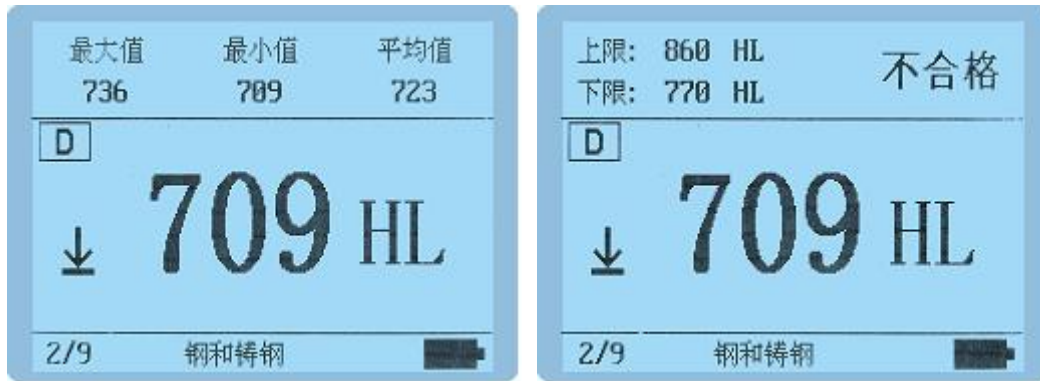 最大值 最小值 平均值
736 709 723
D
709 HL
2/9 钢和铸钢
上限: 860 HL
下限: 770 HL
不合格
D
709 HL
2/9 钢和铸钢